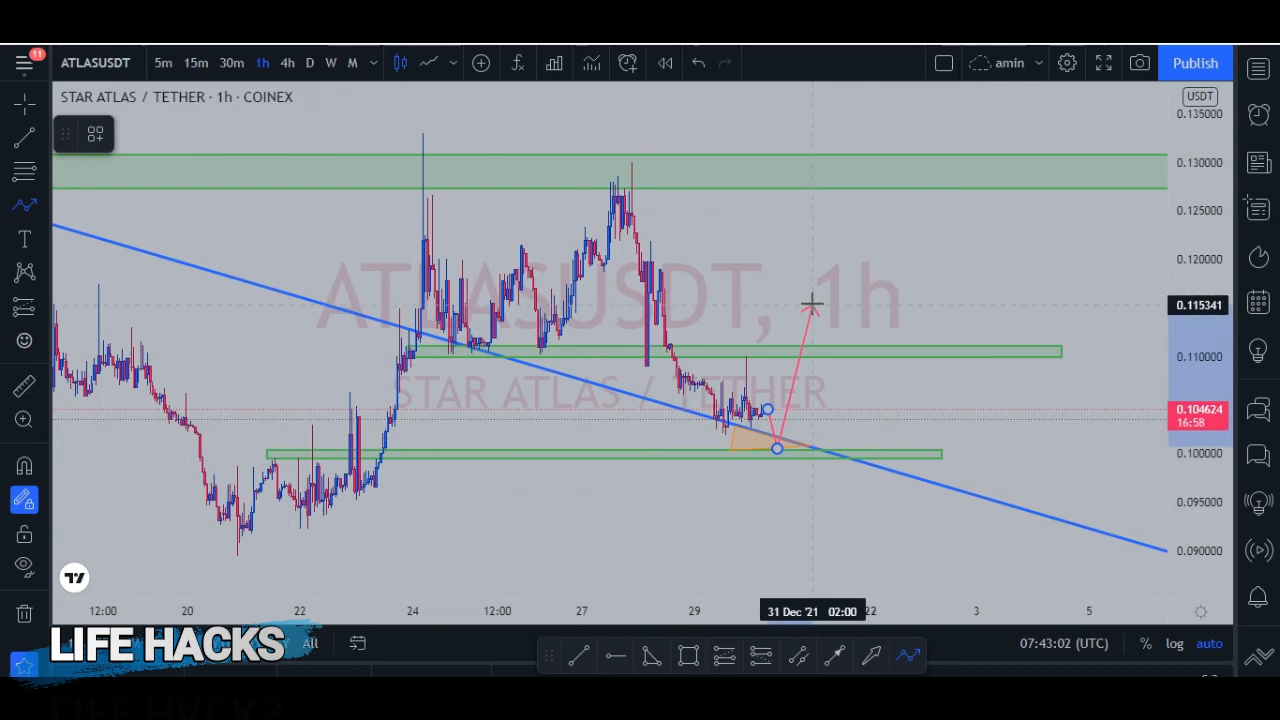 11
ATLASUSDT 5m 15m 30m 1h 4h D W M amin Publish
STAR ATLAS / TETHER · 1h · COINEX
USDT
0.135000
0.130000
0.125000
0.120000
ATLASUSDT, 1h
0.115341
0.110000
STAR ATLAS / TETHER
0.104624
16:58
0.100000
0.095000
0.090000
12:00 20 22 24 12:00 27 29 31 Dec '21 02:00 22 3 5
LIFE HACKS All 07:43:02 (UTC) % log auto